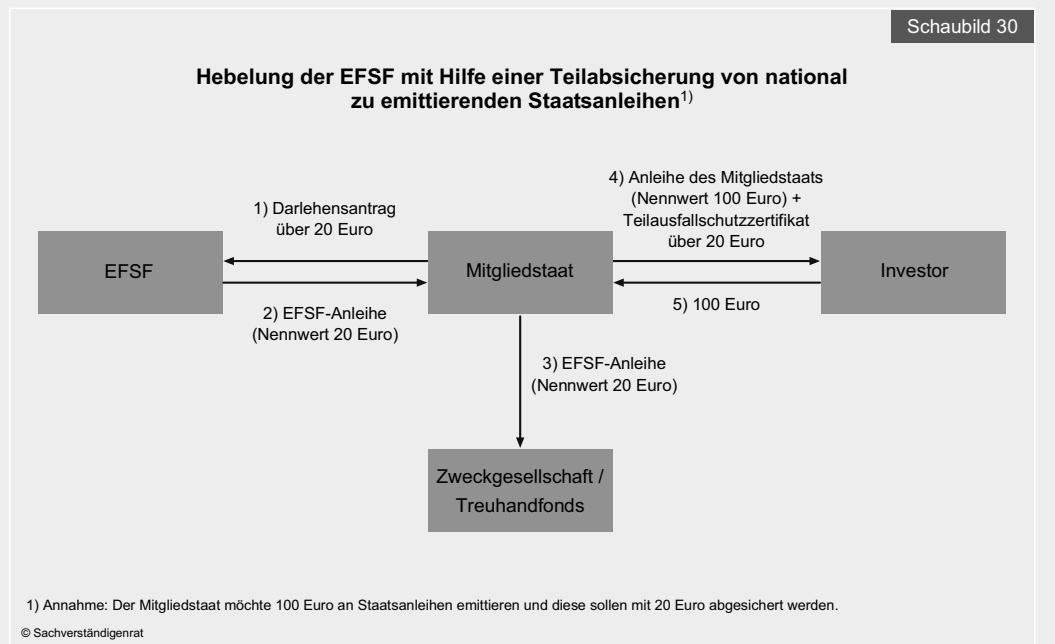 Schaubild 30
Hebelung der EFSF mit Hilfe einer Teilabsicherung von national
zu emittierenden Staatsanleihen1)
1) Darlehensantrag
über 20 Euro
4) Anleihe des Mitgliedstaats
(Nennwert 100 Euro) +
Teilausfallschutzzertifikat
über 20 Euro
EFSF
Mitgliedstaat
Investor
2) EFSF-Anleihe
(Nennwert 20 Euro)
5) 100 Euro
3) EFSF-Anleihe
(Nennwert 20 Euro)
Zweckgesellschaft /
Treuhandfonds
1) Annahme: Der Mitgliedstaat möchte 100 Euro an Staatsanleihen emittieren und diese sollen mit 20 Euro abgesichert werden.
© Sachverständigenrat